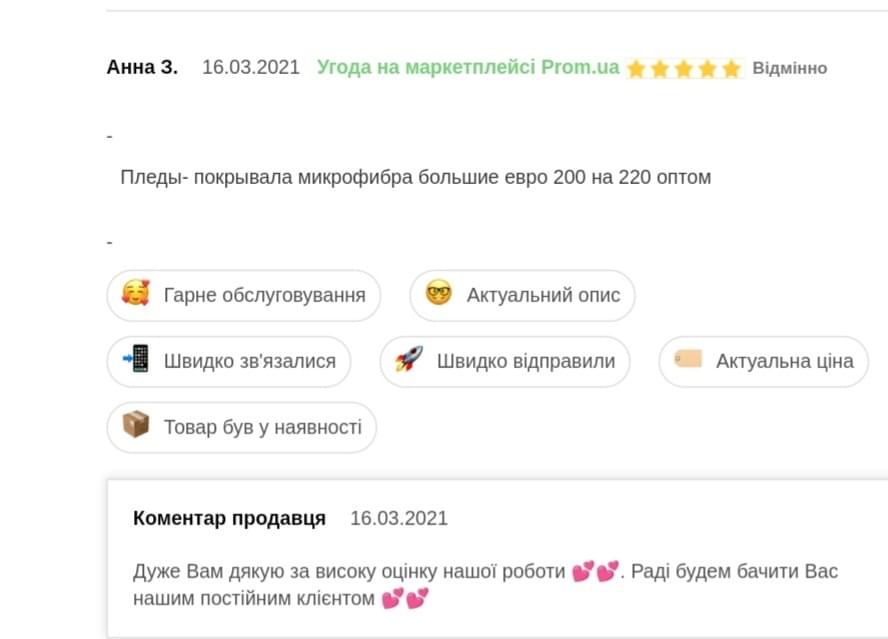 Анна З. 16.03.2021 Угода на маркетплейсі Prom.ua ⭐⭐⭐⭐⭐ Відмінно
-
Пледы- покрывала микрофибра большие евро 200 на 220 оптом
-
🥰 Гарне обслуговування 🤓 Актуальний опис
📲 Швидко зв'язалися 🚀 Швидко відправили 🏷️ Актуальна ціна
📦 Товар був у наявності
Коментар продавця 16.03.2021
Дуже Вам дякую за високу оцінку нашої роботи 💕💕. Раді будем бачити Вас
нашим постійним клієнтом 💕💕